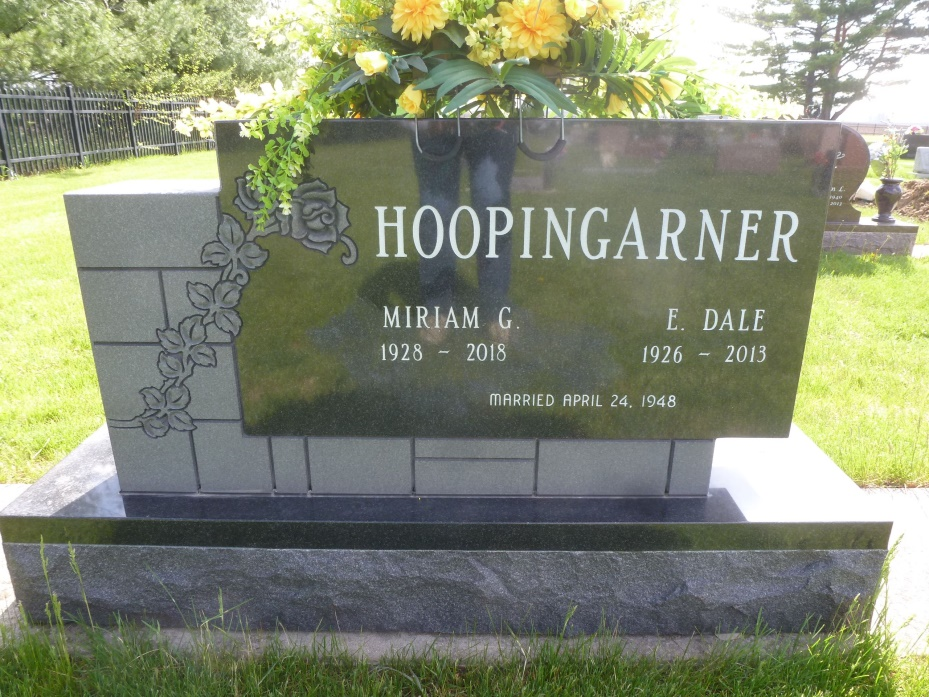 HOOPINGARNER
MIRIAM G. E. DALE
1928 ~ 2018 1926 ~ 2013
MARRIED APRIL 24, 1948